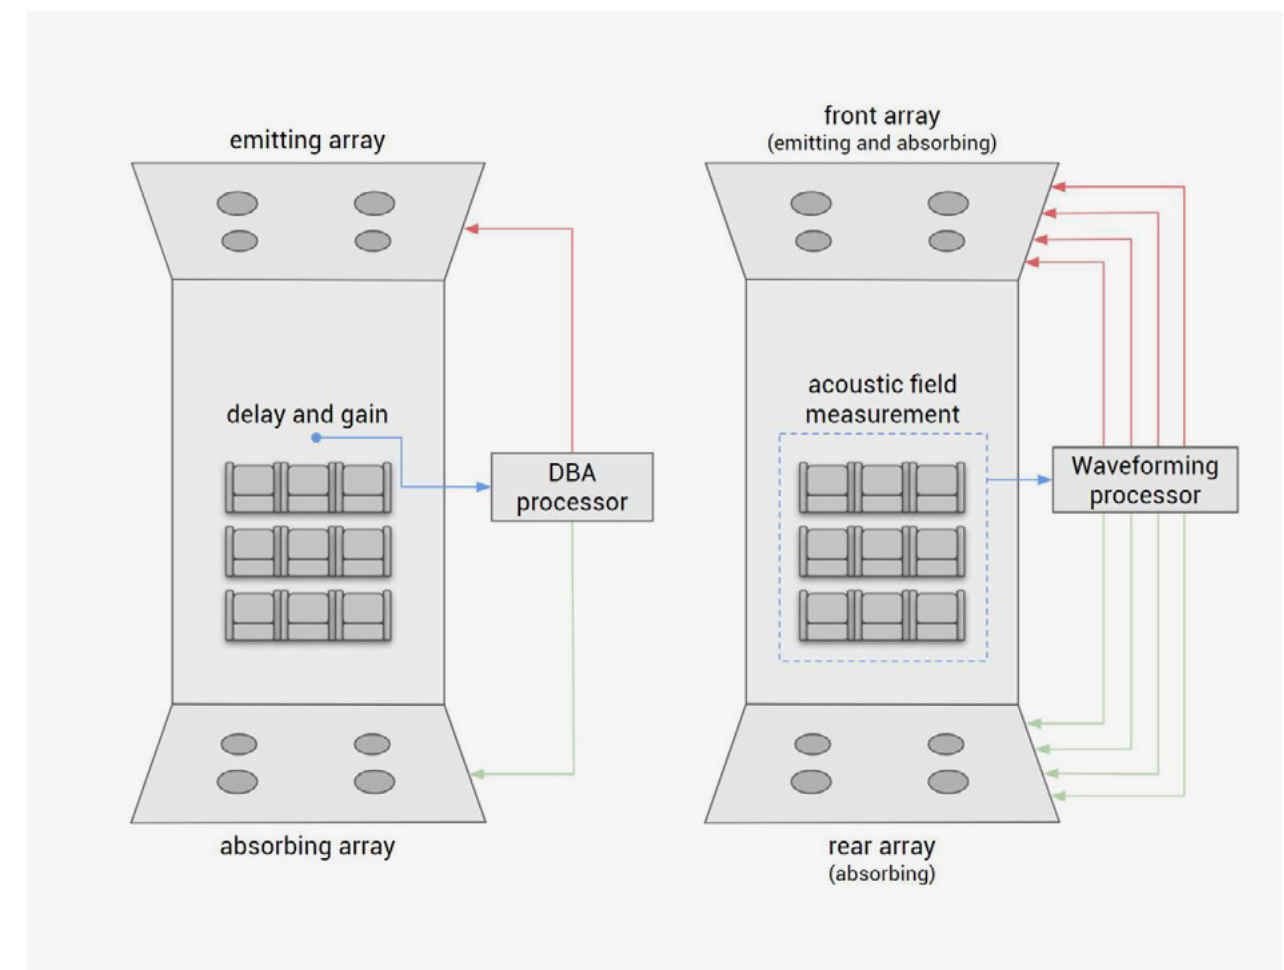 emitting array
delay and gain
DBA
processor
absorbing array
front array
(emitting and absorbing)
acoustic field
measurement
Waveforming
processor
rear array
(absorbing)